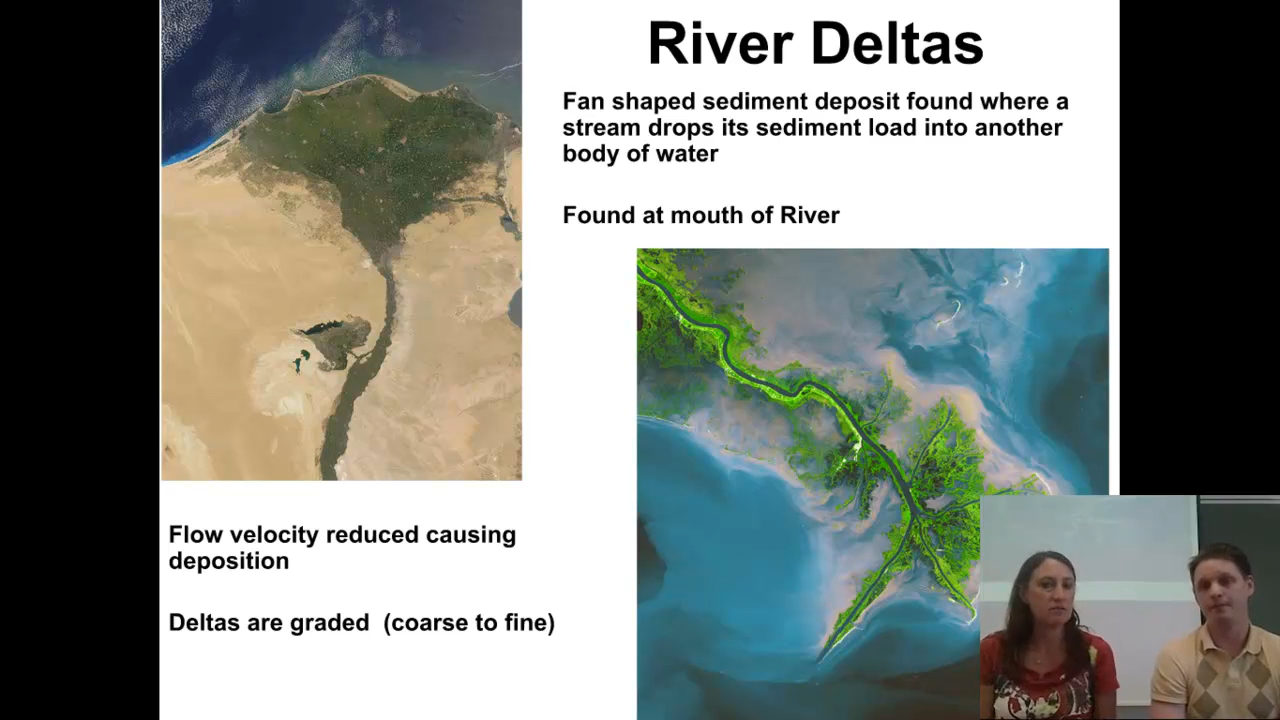 River Deltas
Fan shaped sediment deposit found where a
stream drops its sediment load into another
body of water
Found at mouth of River
Flow velocity reduced causing
deposition
Deltas are graded  (coarse to fine)